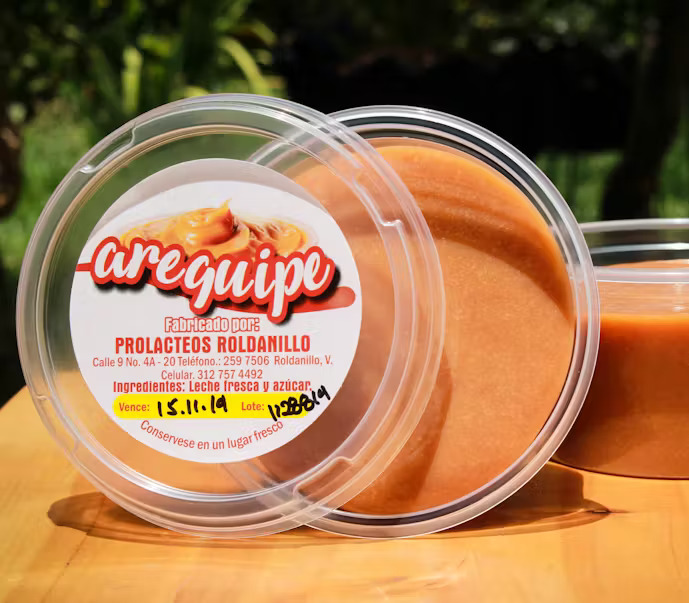 arequipe
Fabricado por:
PROLACTEOS ROLDANILLO
Calle 9 No. 4A - 20 Teléfono.: 259 7506 Roldanillo, V.
Celular. 312 757 4492
Ingredientes: Leche fresca y azúcar.
Vence: 15.11.19 Lote:
Conservese en un lugar fresco